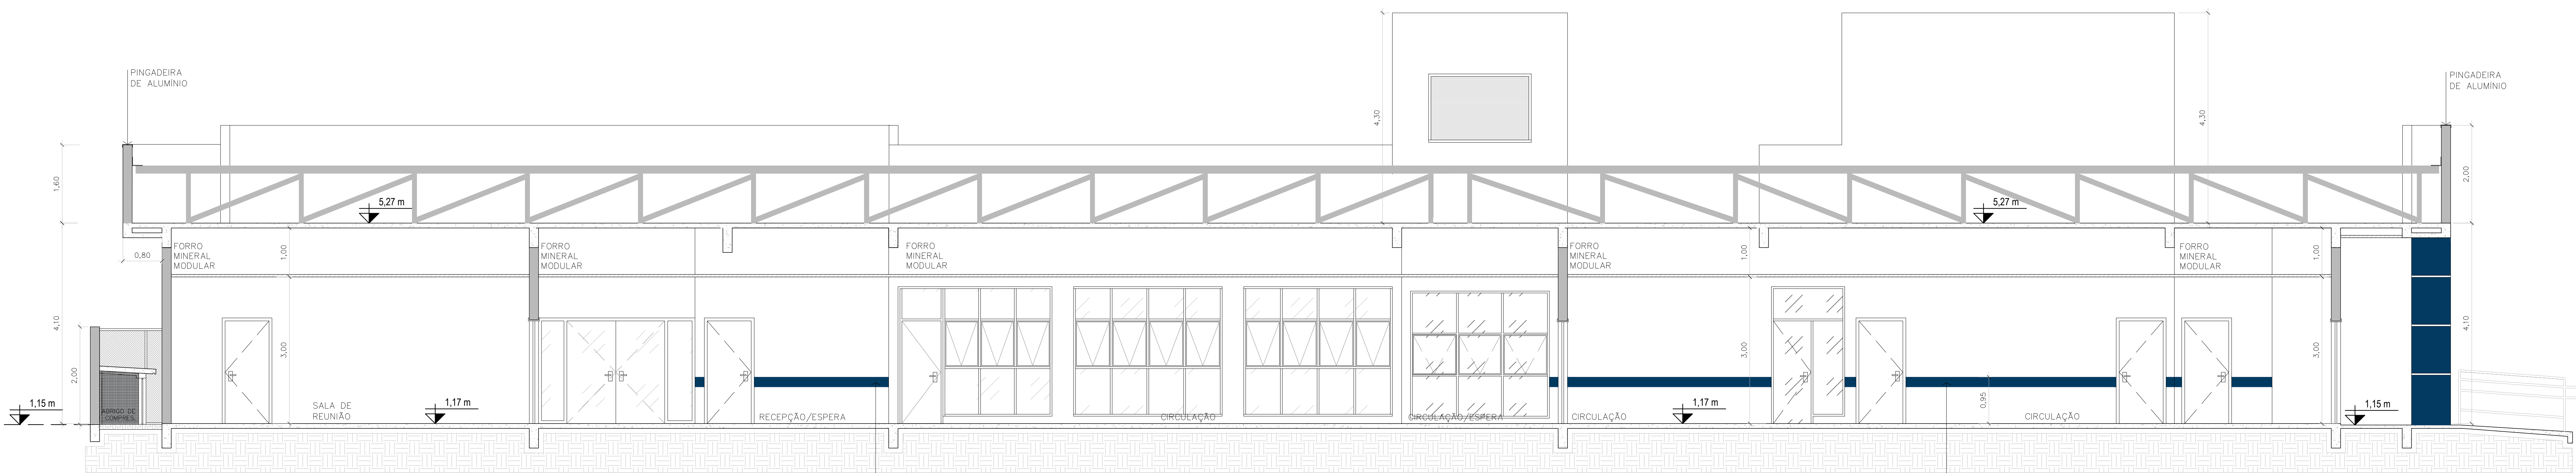 PINGADEIRA
DE ALUMÍNIO
4,30
4,30
PINGADEIRA
DE ALUMÍNIO
1,60
5,27 m
5,27 m
2,00
0,80
FORRO
MINERAL
MODULAR
1,00
FORRO
MINERAL
MODULAR
FORRO
MINERAL
MODULAR
FORRO
MINERAL
MODULAR
1,00
FORRO
MINERAL
MODULAR
1,00
4,10
4,10
2,00
3,00
3,00
3,00
1,15 m
ABRIGO DE
COMPRES.
SALA DE
REUNIÃO
1,17 m
RECEPÇÃO/ESPERA
CIRCULAÇÃO
CIRCULAÇÃO/ESPERA
CIRCULAÇÃO
1,17 m
0,95
CIRCULAÇÃO
1,15 m